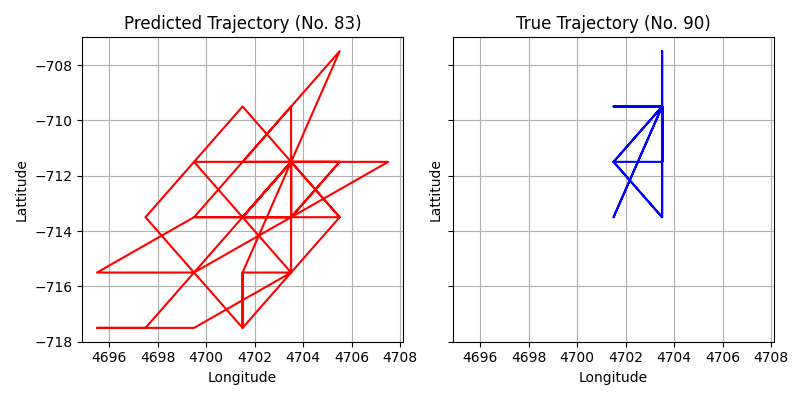 Predicted Trajectory (No. 83)
True Trajectory (No. 90)
−708
−710
−712
−714
−716
−718
Lattitude
Lattitude
4696 4698 4700 4702 4704 4706 4708
4696 4698 4700 4702 4704 4706 4708
Longitude
Longitude